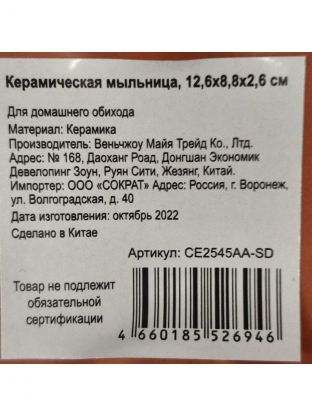 Керамическая мыльница, 12,6х8,8х2,6 см
Для домашнего обихода
Материал: Керамика
Производитель: Веньчжоу Майя Трейд Ко., Лтд.
Адрес: № 168, Даоханг Роад, Донгшан Экономик
Девелопинг Зоун, Руян Сити, Жезянг, Китай.
Импортер: ООО «СОКРАТ» Адрес: Россия, г. Воронеж,
ул. Волгоградская, д. 40
Дата изготовления: октябрь 2022
Сделано в Китае
Артикул: CE2545AA-SD
Товар не подлежит
обязательной
сертификации
4 660185 526946